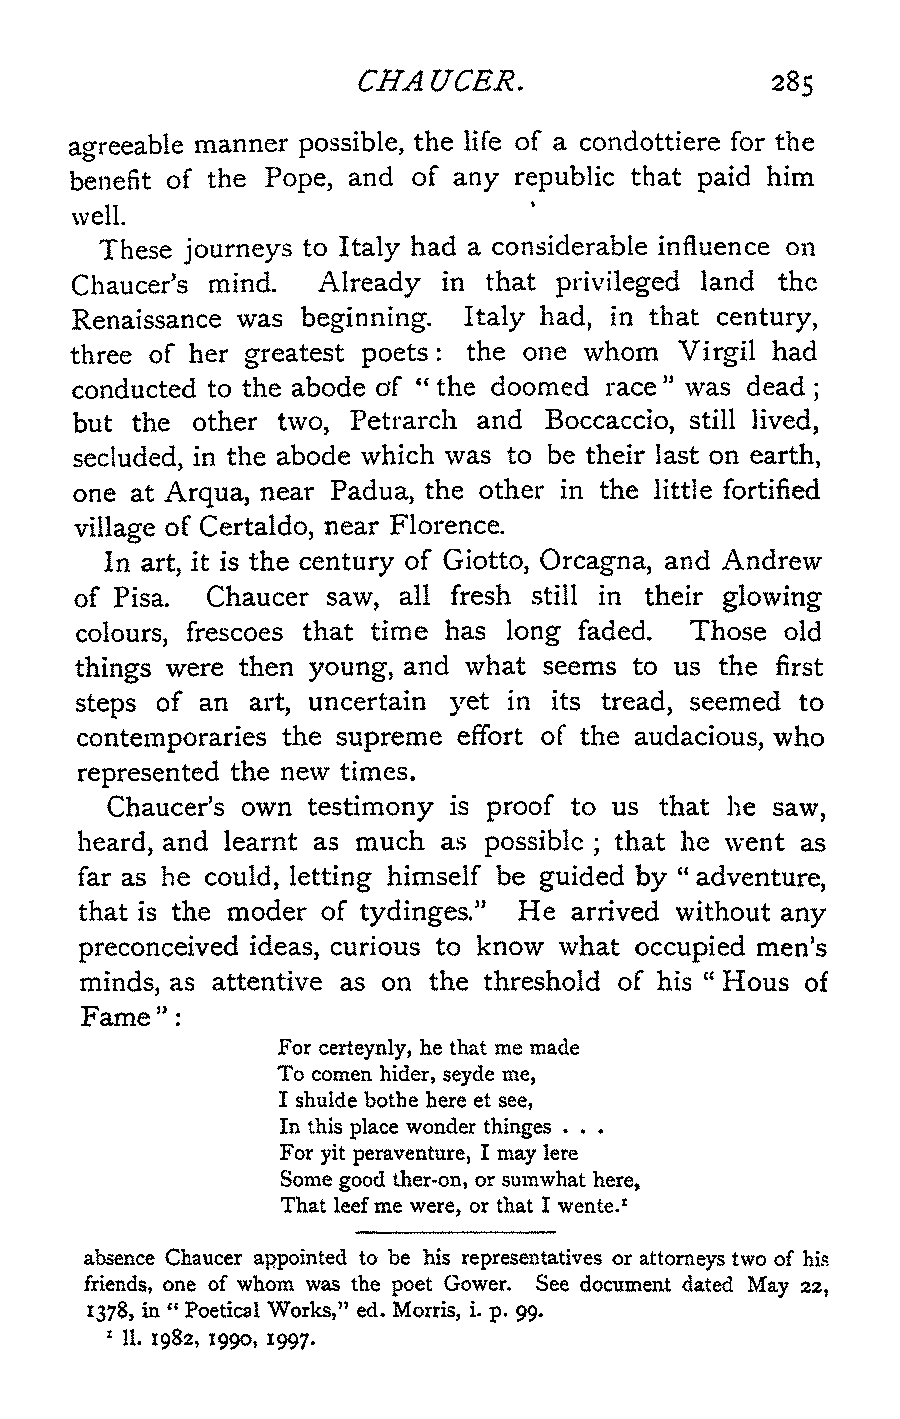 CHAUCER. 285
agreeable manner possible, the life of a condottiere for the
benefit of the Pope, and of any republic that paid him
well.
These journeys to Italy had a considerable influence on
Chaucer's mind. Already in that privileged land the
Renaissance was beginning. Italy had, in that century,
three of her greatest poets: the one whom Virgil had
conducted to the abode of "the doomed race" was dead;
but the other two, Petrarch and Boccaccio, still lived,
secluded, in the abode which was to be their last on earth,
one at Arqua, near Padua, the other in the little fortified
village of Certaldo, near Florence.
In art, it is the century of Giotto, Orcagna, and Andrew
of Pisa. Chaucer saw, all fresh still in their glowing
colours, frescoes that time has long faded. Those old
things were then young, and what seems to us the first
steps of an art, uncertain yet in its tread, seemed to
contemporaries the supreme effort of the audacious, who
represented the new times.
Chaucer's own testimony is proof to us that he saw,
heard, and learnt as much as possible; that he went as
far as he could, letting himself be guided by "adventure,
that is the moder of tydinges." He arrived without any
preconceived ideas, curious to know what occupied men's
minds, as attentive as on the threshold of his "Hous of
Fame":
For certeynly, he that me made
To comen hider, seyde me,
I shulde bothe here et see,
In this place wonder thinges . . .
For yit peraventure, I may lere
Some good ther-on, or sumwhat here,
That leef me were, or that I wente.¹
absence Chaucer appointed to be his representatives or attorneys two of his
friends, one of whom was the poet Gower. See document dated May 22,
1378, in "Poetical Works," ed. Morris, i. p. 99.
¹ ll. 1982, 1990, 1997.